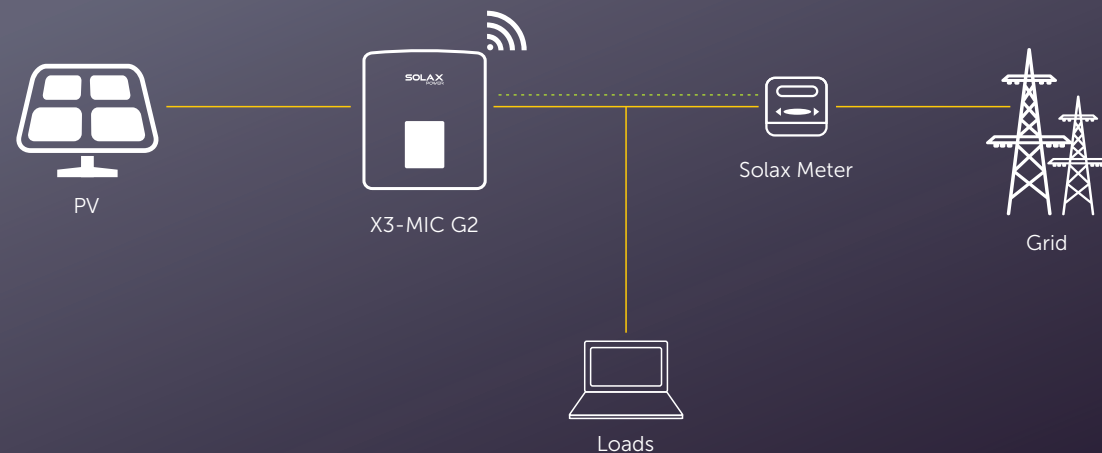 SOLAX
POWER
PV
X3-MIC G2
Solax Meter
Grid
Loads